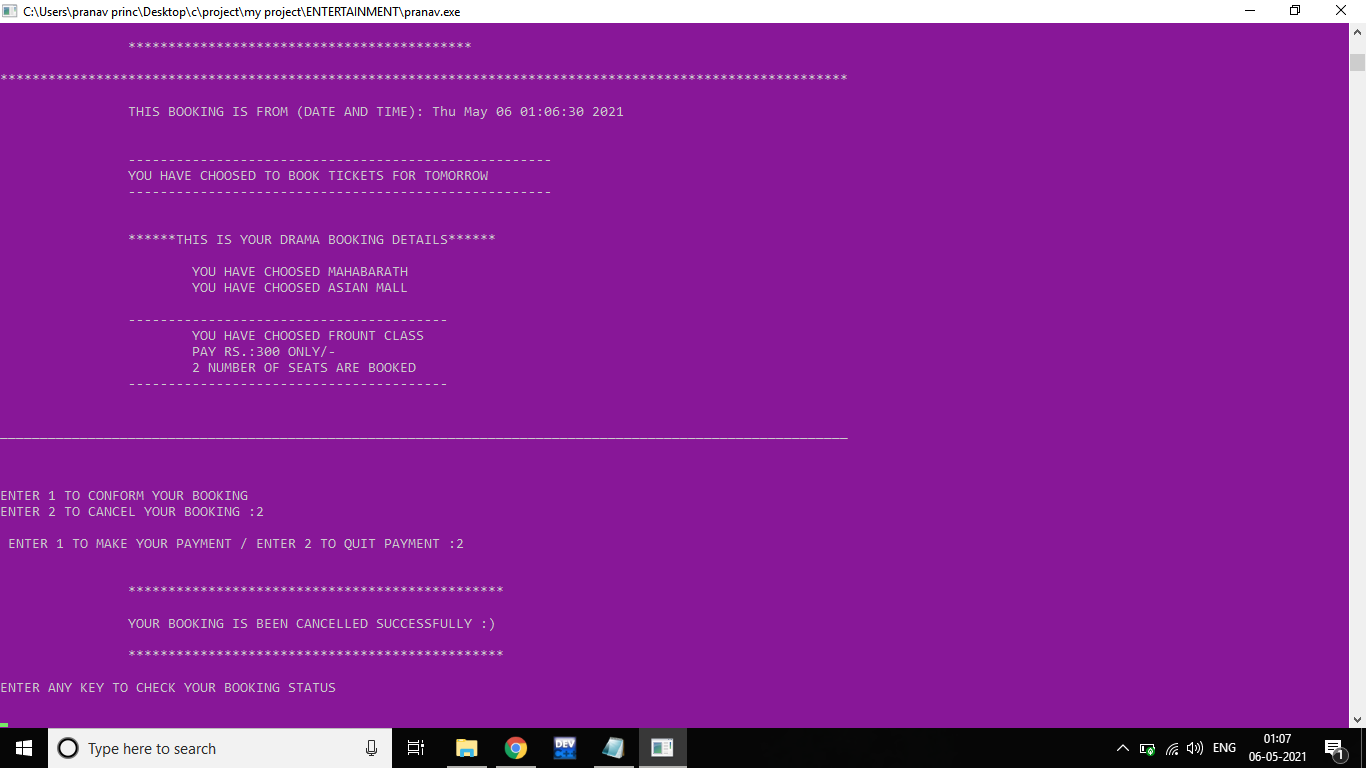 C:\Users\pranav princ\Desktop\c\project\my project\ENTERTAINMENT\pranav.exe
*******************************************
**********************************************************************************************************
THIS BOOKING IS FROM (DATE AND TIME): Thu May 06 01:06:30 2021
-----------------------------------------------------
YOU HAVE CHOOSED TO BOOK TICKETS FOR TOMORROW
-----------------------------------------------------
******THIS IS YOUR DRAMA BOOKING DETAILS******
YOU HAVE CHOOSED MAHABARATH
YOU HAVE CHOOSED ASIAN MALL
----------------------------------------
YOU HAVE CHOOSED FROUNT CLASS
PAY RS.:300 ONLY/-
2 NUMBER OF SEATS ARE BOOKED
----------------------------------------
__________________________________________________________________________________________________________
ENTER 1 TO CONFORM YOUR BOOKING
ENTER 2 TO CANCEL YOUR BOOKING :2
ENTER 1 TO MAKE YOUR PAYMENT / ENTER 2 TO QUIT PAYMENT :2
***********************************************
YOUR BOOKING IS BEEN CANCELLED SUCCESSFULLY :)
***********************************************
ENTER ANY KEY TO CHECK YOUR BOOKING STATUS
Type here to search
DEV
C++
ENG
01:07
06-05-2021
1